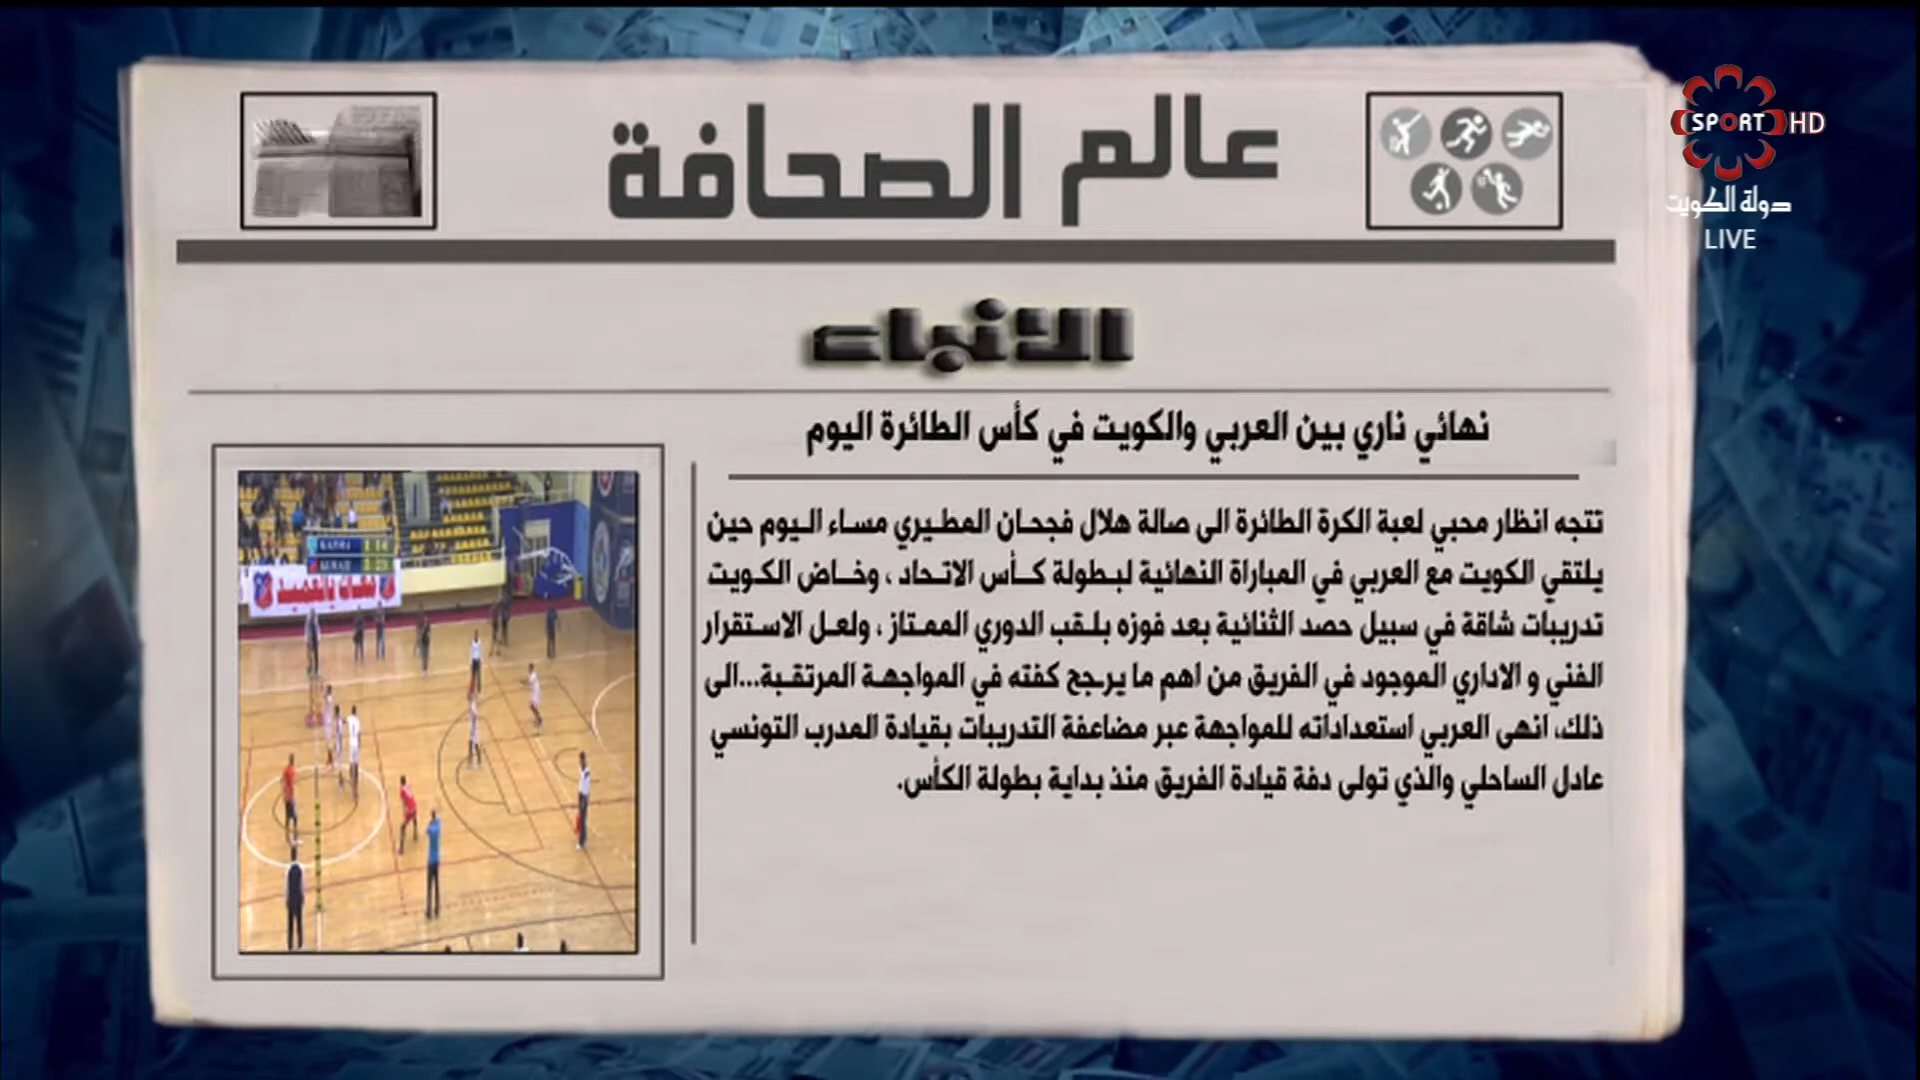 عالم الصحافة
SPORT HD
دولة الكويت
LIVE
الانباء
نهائي ناري بين العربي والكويت في كأس الطائرة اليوم
تتجه انظار محبي لعبة الكرة الطائرة الى صالة هلال فجحان المطيري مساء اليوم حين
يلتقي الكويت مع العربي في المباراة النهائية لبطولة كأس الاتحاد ، وخاض الكويت
تدريبات شاقة في سبيل حصد الثنائية بعد فوزه بلقب الدوري الممتاز ، ولعل الاستقرار
الفني و الاداري الموجود في الفريق من اهم ما يرجح كفته في المواجهة المرتقبة...الى
ذلك، انهى العربي استعداداته للمواجهة عبر مضاعفة التدريبات بقيادة المدرب التونسي
عادل الساحلي والذي تولى دفة قيادة الفريق منذ بداية بطولة الكأس.